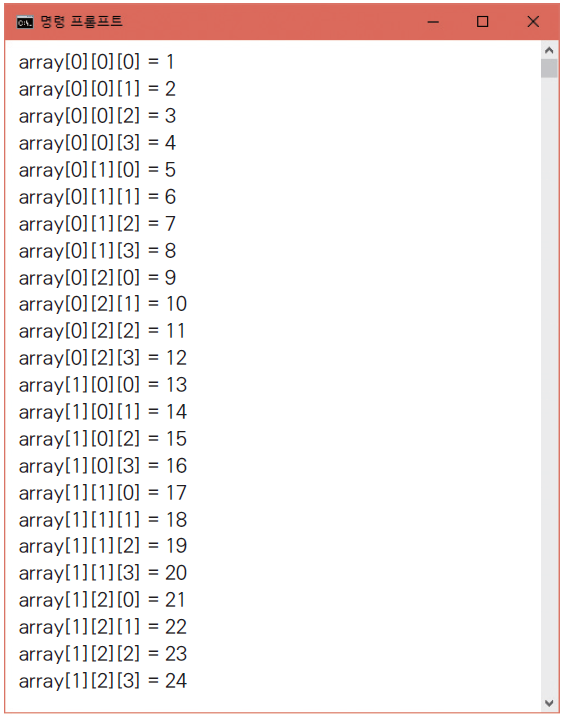 명령 프롬프트
array[0][0][0] = 1
array[0][0][1] = 2
array[0][0][2] = 3
array[0][0][3] = 4
array[0][1][0] = 5
array[0][1][1] = 6
array[0][1][2] = 7
array[0][1][3] = 8
array[0][2][0] = 9
array[0][2][1] = 10
array[0][2][2] = 11
array[0][2][3] = 12
array[1][0][0] = 13
array[1][0][1] = 14
array[1][0][2] = 15
array[1][0][3] = 16
array[1][1][0] = 17
array[1][1][1] = 18
array[1][1][2] = 19
array[1][1][3] = 20
array[1][2][0] = 21
array[1][2][1] = 22
array[1][2][2] = 23
array[1][2][3] = 24